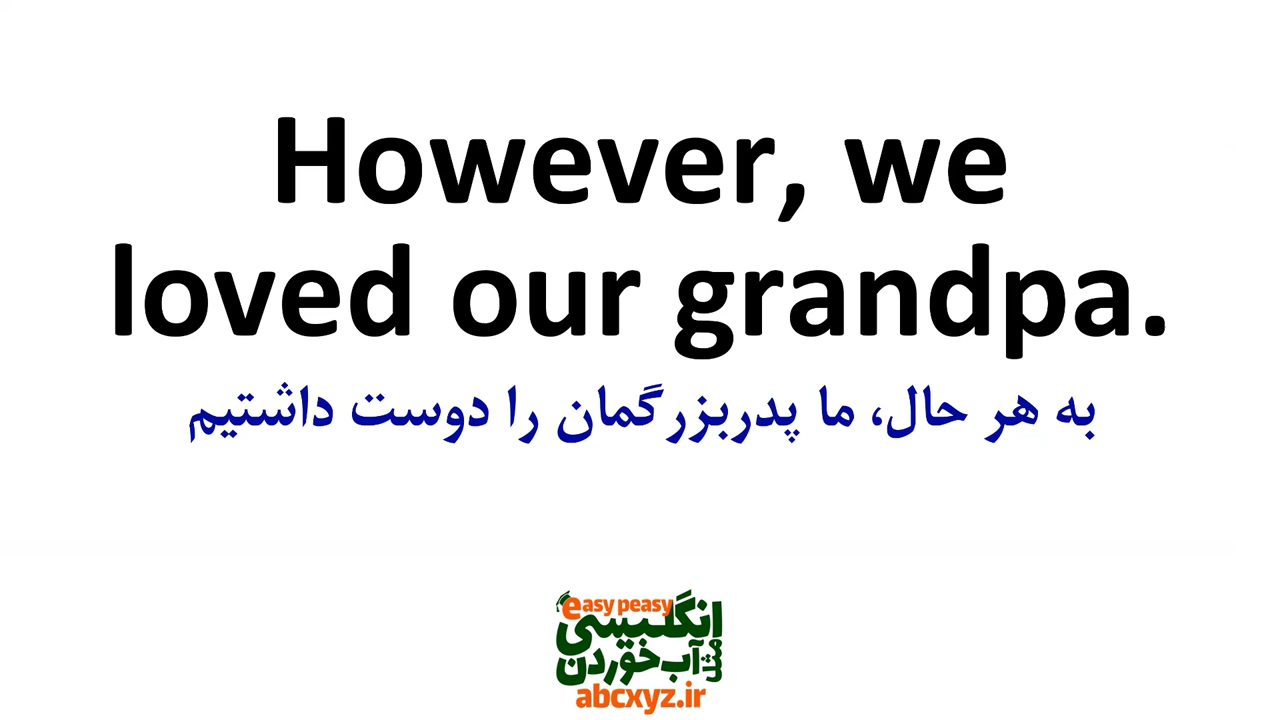 However, we
loved our grandpa.
به هر حال، ما پدربزرگمان را دوست داشتیم
easy peasy
انگلیسی
مثل آب خوردن
abcxyz.ir